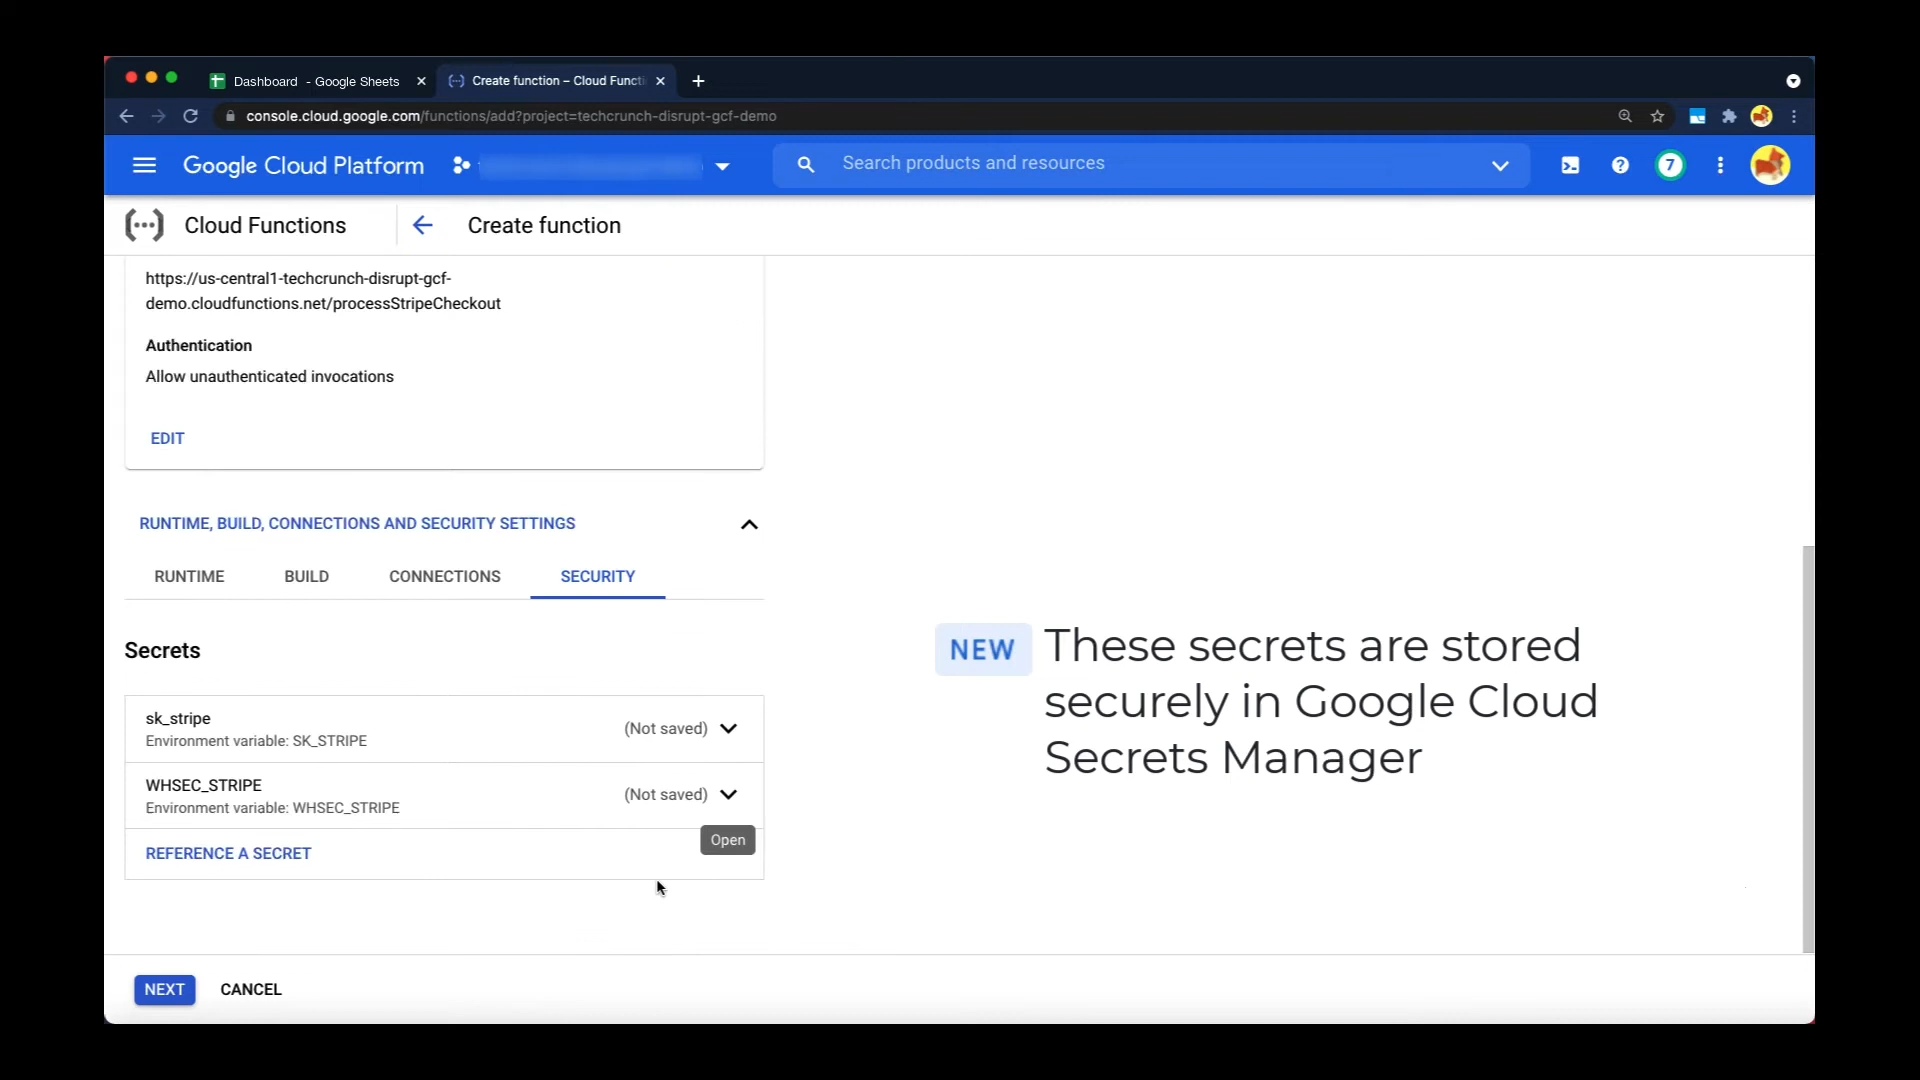 Dashboard - Google Sheets
Create function – Cloud Functi
console.cloud.google.com/functions/add?project=techcrunch-disrupt-gcf-demo
Google Cloud Platform
Search products and resources
7
Cloud Functions
Create function
https://us-central1-techcrunch-disrupt-gcf-
demo.cloudfunctions.net/processStripeCheckout
Authentication
Allow unauthenticated invocations
EDIT
RUNTIME, BUILD, CONNECTIONS AND SECURITY SETTINGS
RUNTIME BUILD CONNECTIONS SECURITY
Secrets
sk_stripe
Environment variable: SK_STRIPE
(Not saved)
WHSEC_STRIPE
Environment variable: WHSEC_STRIPE
(Not saved)
Open
REFERENCE A SECRET
NEW These secrets are stored
securely in Google Cloud
Secrets Manager
NEXT CANCEL